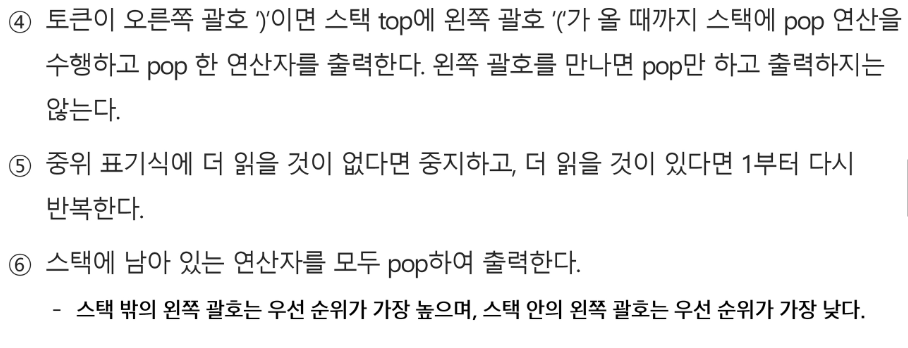 ④ 토큰이 오른쪽 괄호 ')'이면 스택 top에 왼쪽 괄호 '('가 올 때까지 스택에 pop 연산을
수행하고 pop 한 연산자를 출력한다. 왼쪽 괄호를 만나면 pop만 하고 출력하지는
않는다.
⑤ 중위 표기식에 더 읽을 것이 없다면 중지하고, 더 읽을 것이 있다면 1부터 다시
반복한다.
⑥ 스택에 남아 있는 연산자를 모두 pop하여 출력한다.
- 스택 밖의 왼쪽 괄호는 우선 순위가 가장 높으며, 스택 안의 왼쪽 괄호는 우선 순위가 가장 낮다.